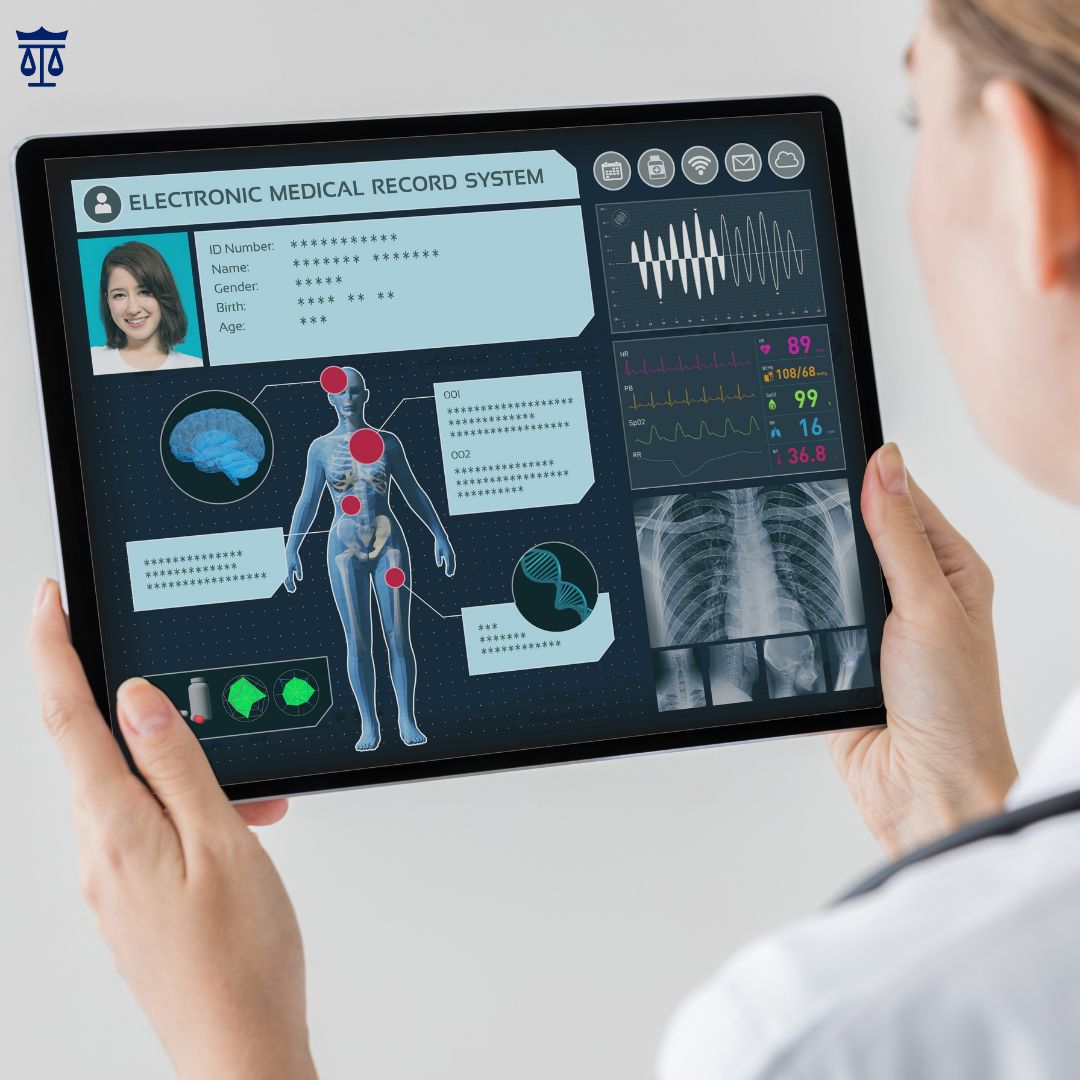 ELECTRONIC MEDICAL RECORD SYSTEM
ID Number: ***********
Name: ******* *******
Gender: *****
Birth: **** ** **
Age: ***
HR
89
PB
108/68
SpO2
SpO2
99
RR
16
36.8
001
********************
**************
*******************
002
****************
******************
***********
****************
***************
********************
***
*******
************